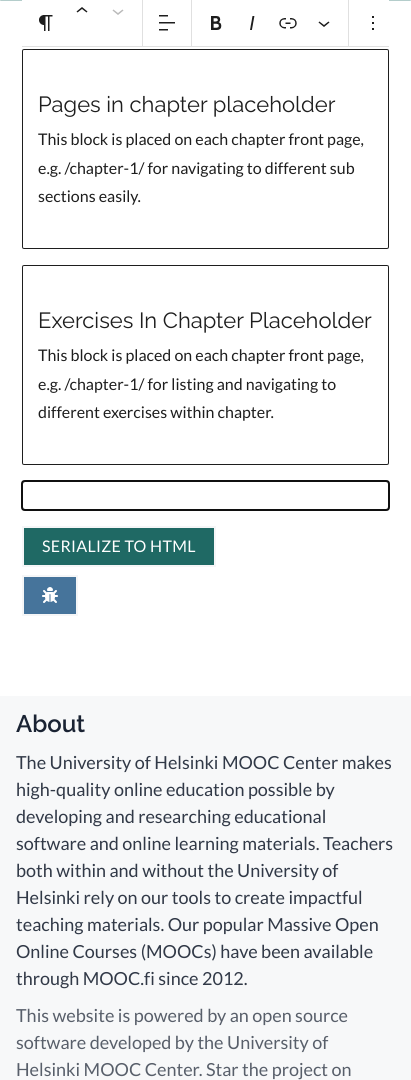 B I
Pages in chapter placeholder
This block is placed on each chapter front page,
e.g. /chapter-1/ for navigating to different sub
sections easily.
Exercises In Chapter Placeholder
This block is placed on each chapter front page,
e.g. /chapter-1/ for listing and navigating to
different exercises within chapter.
SERIALIZE TO HTML
About
The University of Helsinki MOOC Center makes
high-quality online education possible by
developing and researching educational
software and online learning materials. Teachers
both within and without the University of
Helsinki rely on our tools to create impactful
teaching materials. Our popular Massive Open
Online Courses (MOOCs) have been available
through MOOC.fi since 2012.
This website is powered by an open source
software developed by the University of
Helsinki MOOC Center. Star the project on